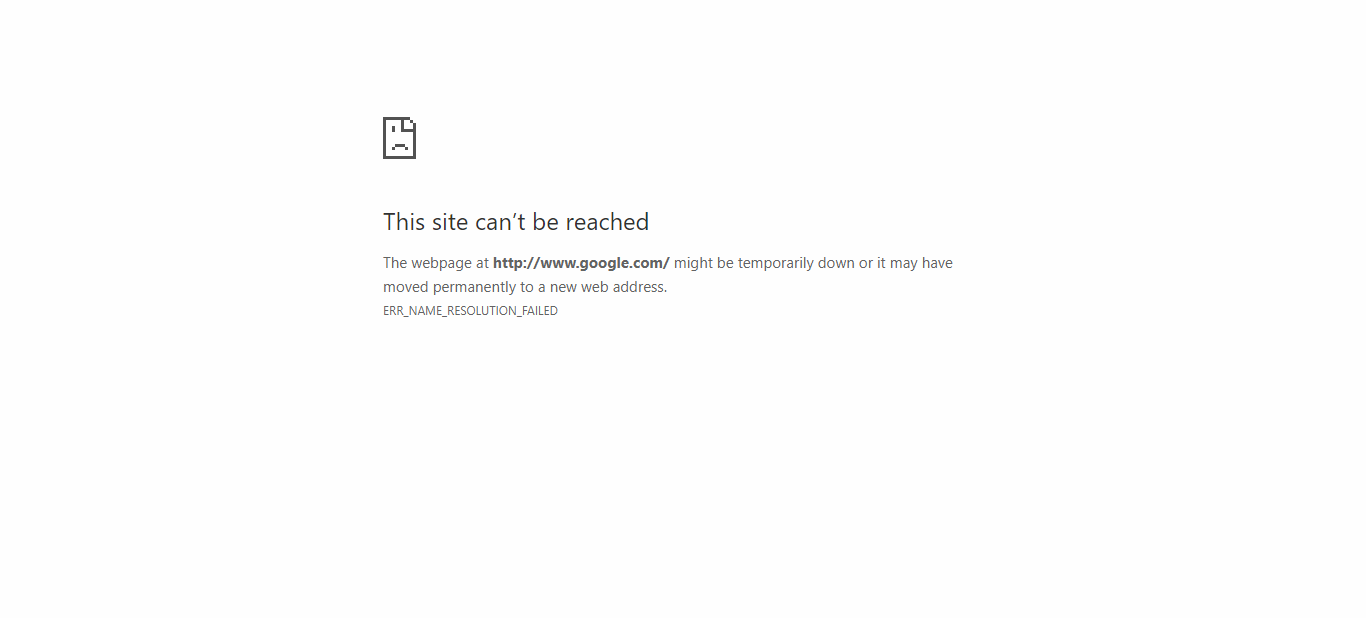 This site can’t be reached
The webpage at http://www.google.com/ might be temporarily down or it may have
moved permanently to a new web address.
ERR_NAME_RESOLUTION_FAILED